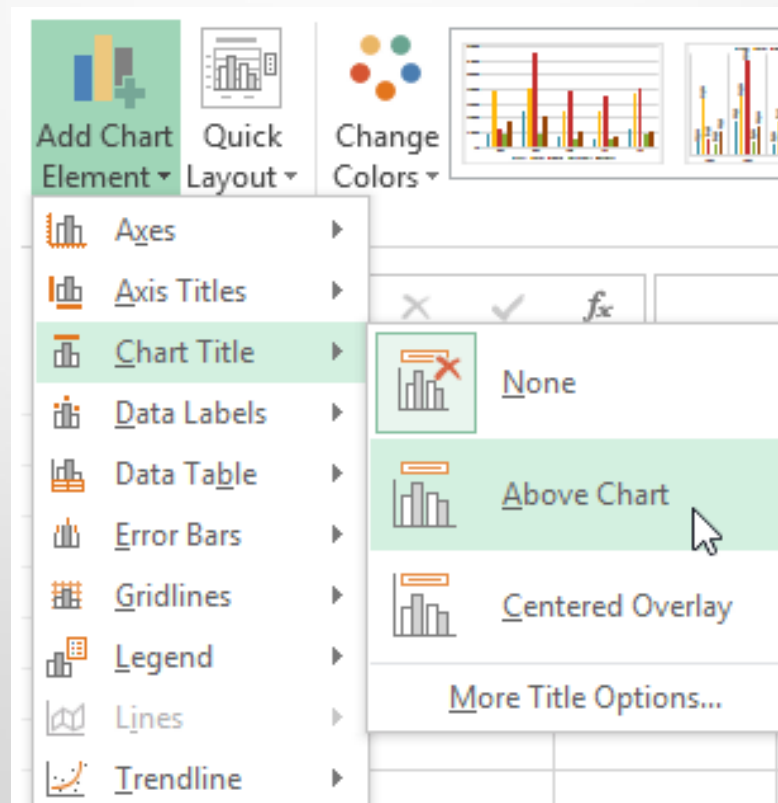 Add Chart Element
Quick Layout
Change Colors
Axes
Axis Titles
Chart Title
Data Labels
Data Table
Error Bars
Gridlines
Legend
Lines
Trendline
fx
None
Above Chart
Centered Overlay
More Title Options...